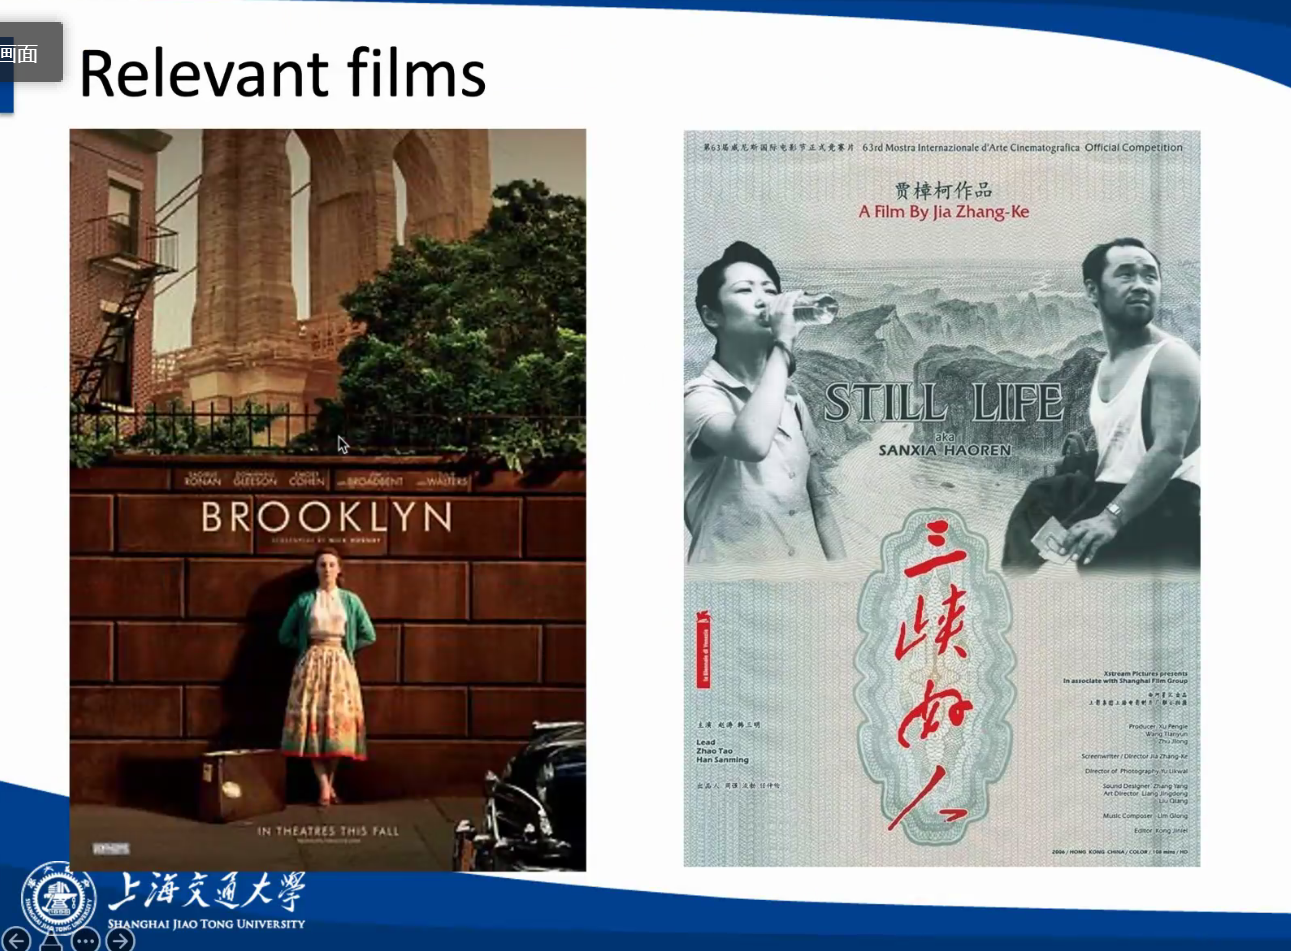 画面
Relevant films
SAOIRSE DOMHNALL EMORY JIM JULIE
RONAN GLEESON COHEN BROADBENT WALTERS
BROOKLYN
SCREENPLAY BY NICK HORNBY
IN THEATRES THIS FALL
第63届威尼斯国际电影节正式竞赛片 63rd Mostra Internazionale d'Arte Cinematografica Official Competition
贾樟柯作品
A Film By Jia Zhang-Ke
STILL LIFE
aka
SANXIA HAOREN
三峡好人
la Biennale di Venezia
主演 赵涛 韩三明
Lead
Zhao Tao
Han Sanming
Xstream Pictures presents
In associate with Shanghai Film Group
Producer: Xu Pengle
Wang Tianyun
Zhu Jiong
Screenwriter / Director Jia Zhang-Ke
Director of Photography Yu Likwai
Sound Designer: Zhang Yang
Art Director: Liang Jingdong
Liu Qiang
Music Composer: Lim Giong
Editor: Kong Jinlei
2006 / HONG KONG CHINA / COLOR / 108 mins / HD
上海交通大学
SHANGHAI JIAO TONG UNIVERSITY